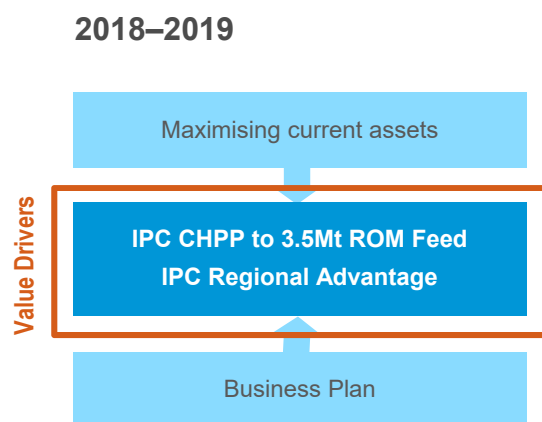 2018–2019
Maximising current assets
Value Drivers
IPC CHPP to 3.5Mt ROM Feed
IPC Regional Advantage
Business Plan